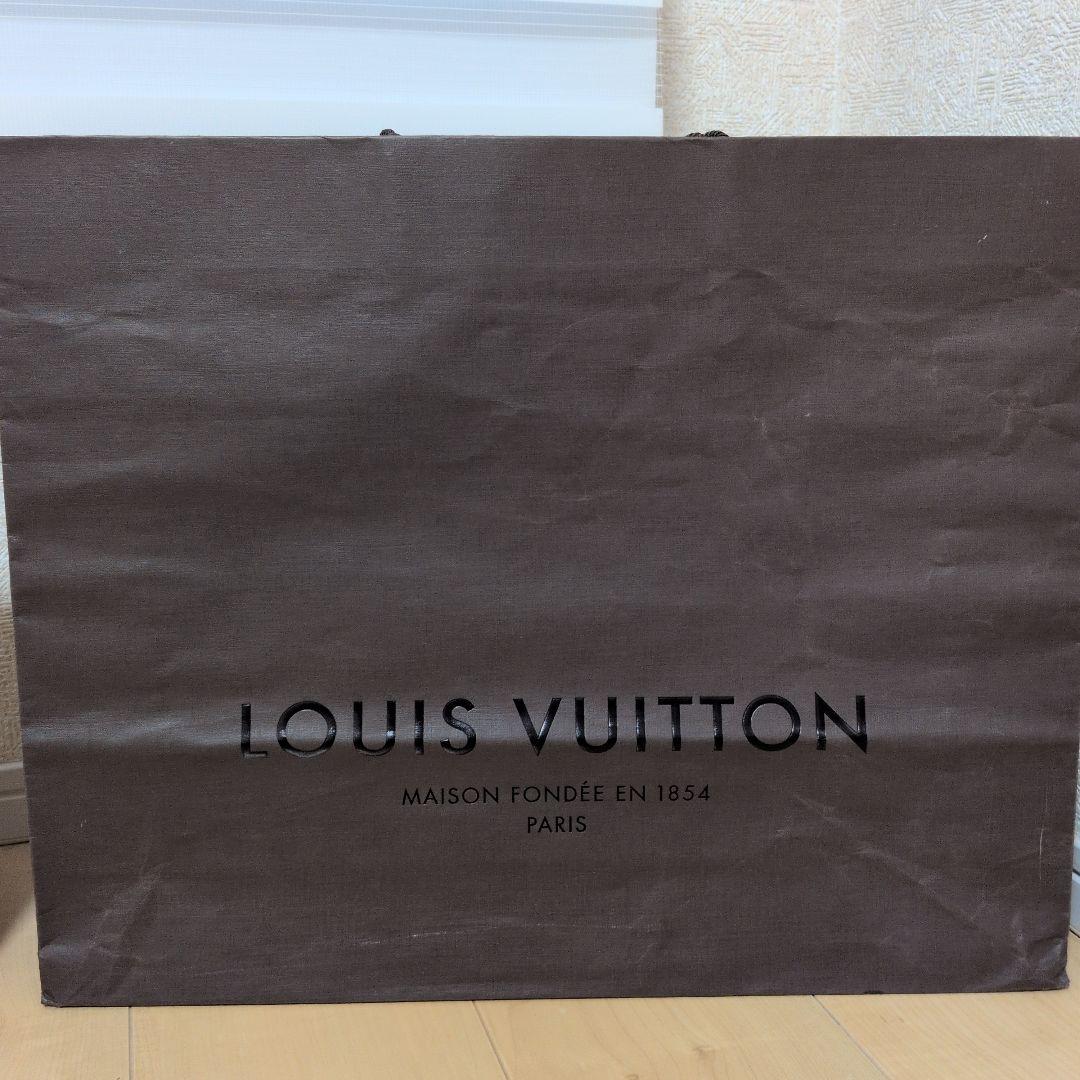 LOUIS VUITTON
MAISON FONDÉE EN 1854
PARIS